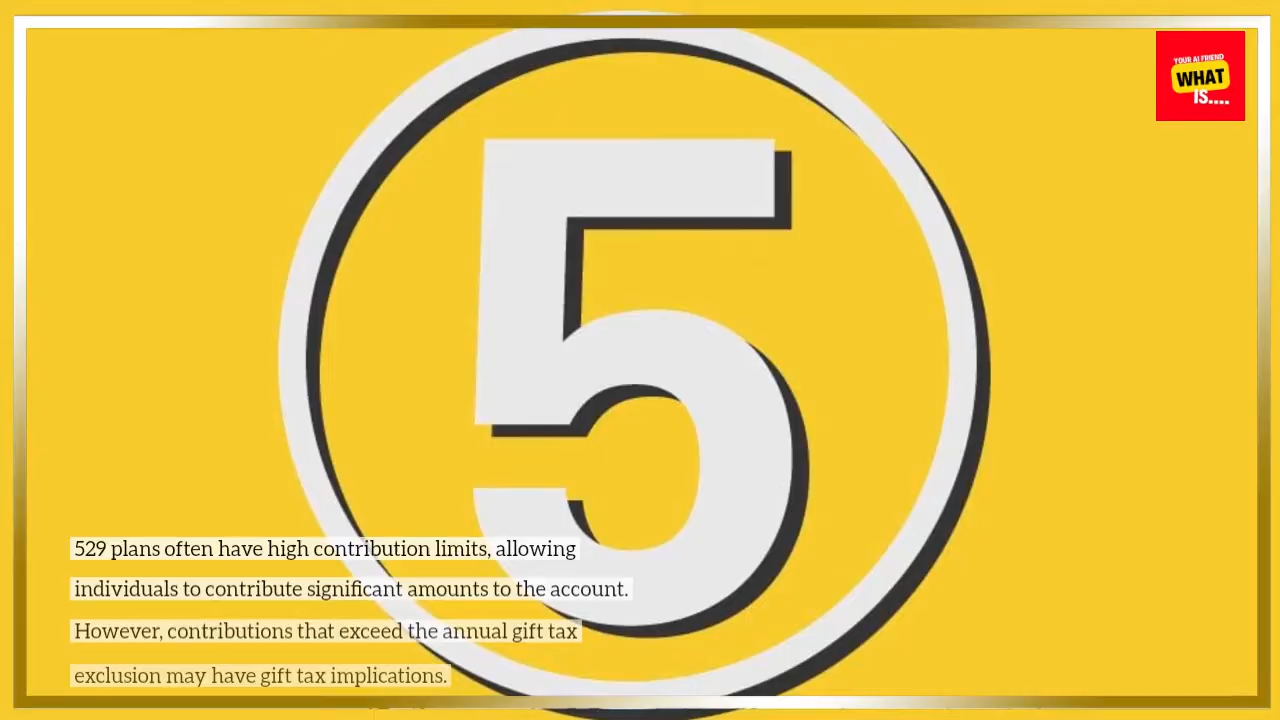 YOUR AI FRIEND
WHAT
IS....
5
529 plans often have high contribution limits, allowing
individuals to contribute significant amounts to the account.
However, contributions that exceed the annual gift tax
exclusion may have gift tax implications.